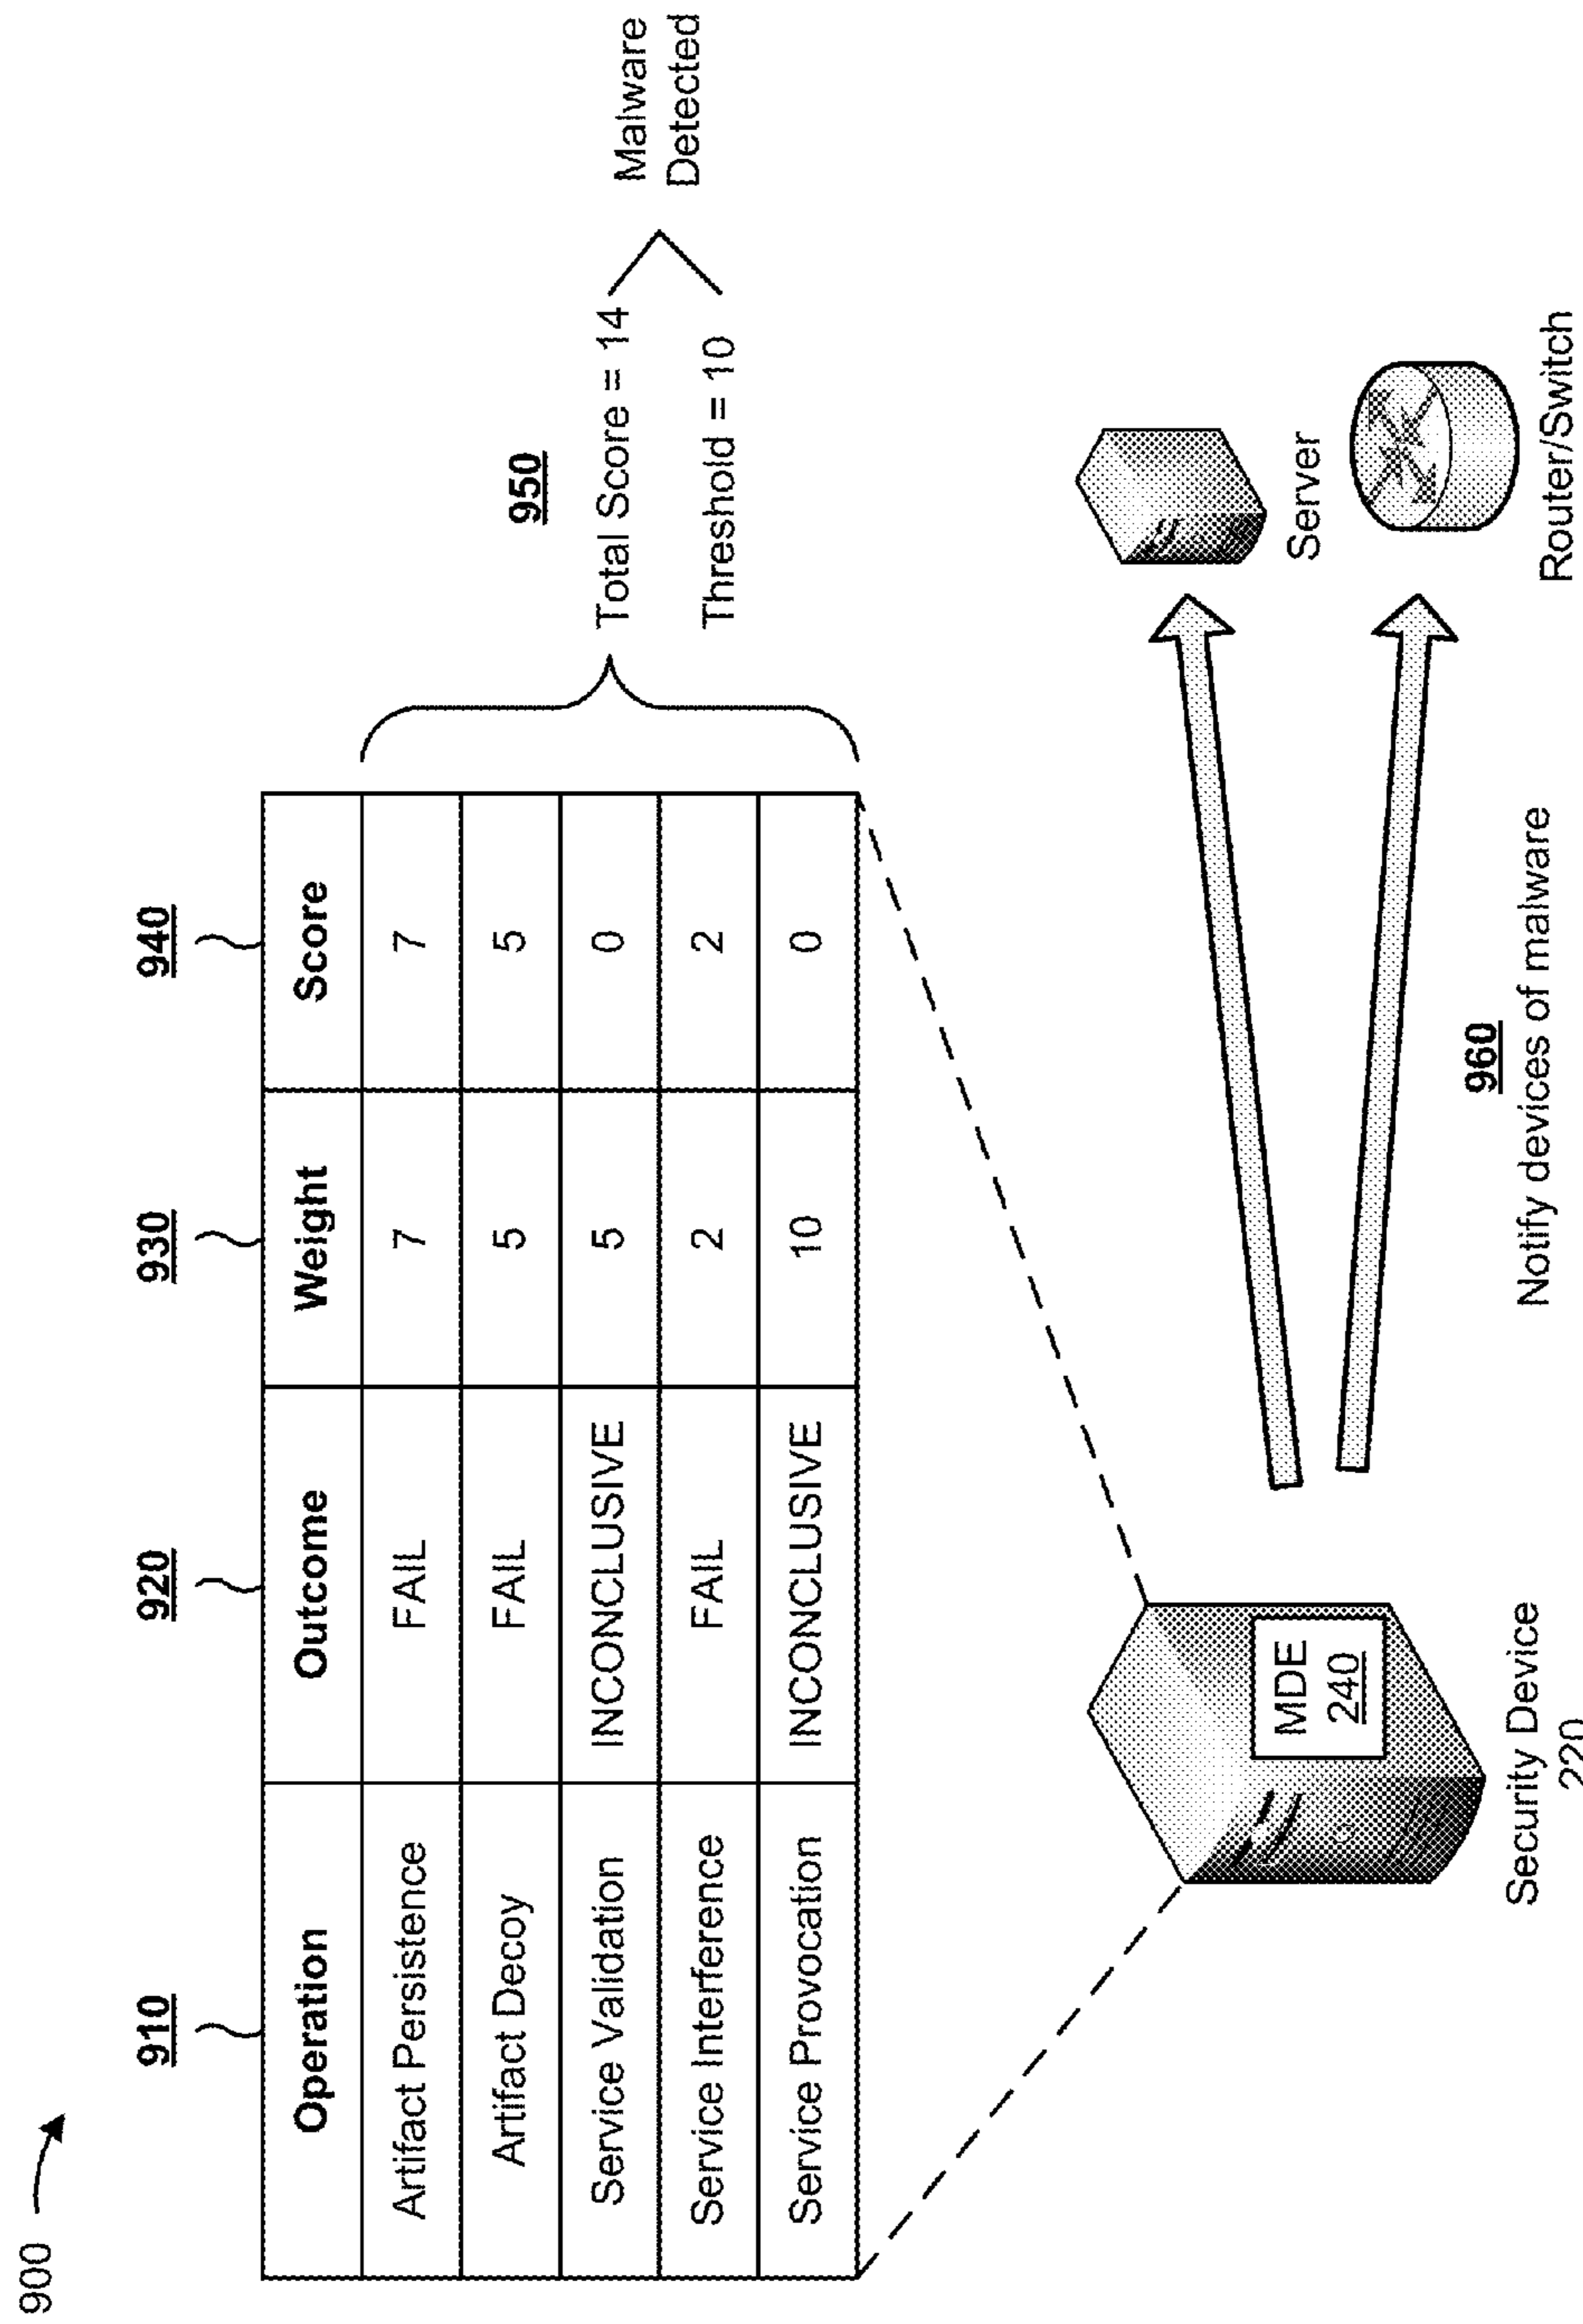 900
910 920 930 940
Operation Outcome Weight Score
Artifact Persistence FAIL 7 7
Artifact Decoy FAIL 5 5
Service Validation INCONCLUSIVE 5 0
Service Interference FAIL 2 2
Service Provocation INCONCLUSIVE 10 0
950
Total Score = 14
Threshold = 10
Malware
Detected
MDE
240
Security Device
220
960
Notify devices of malware
Server
Router/Switch